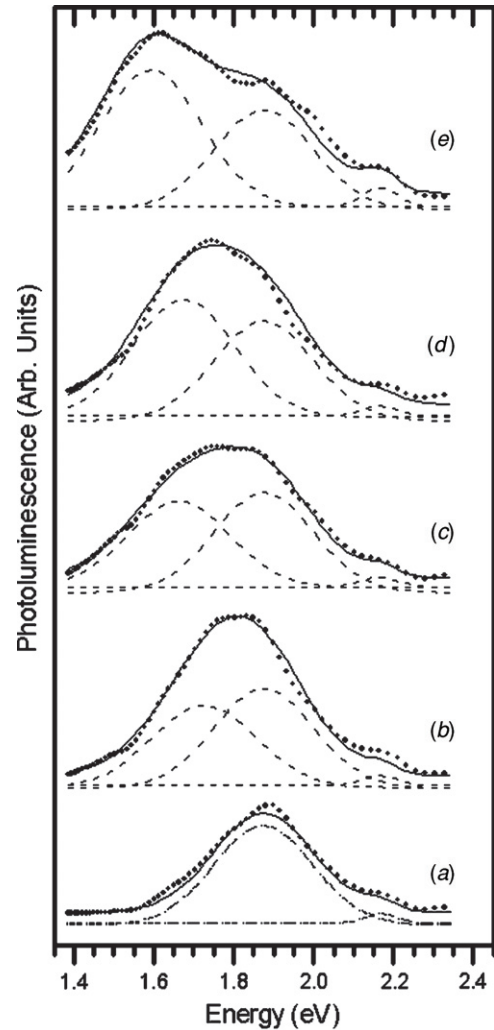 Photoluminescence (Arb. Units)
(e)
(d)
(c)
(b)
(a)
1.4 1.6 1.8 2.0 2.2 2.4
Energy (eV)